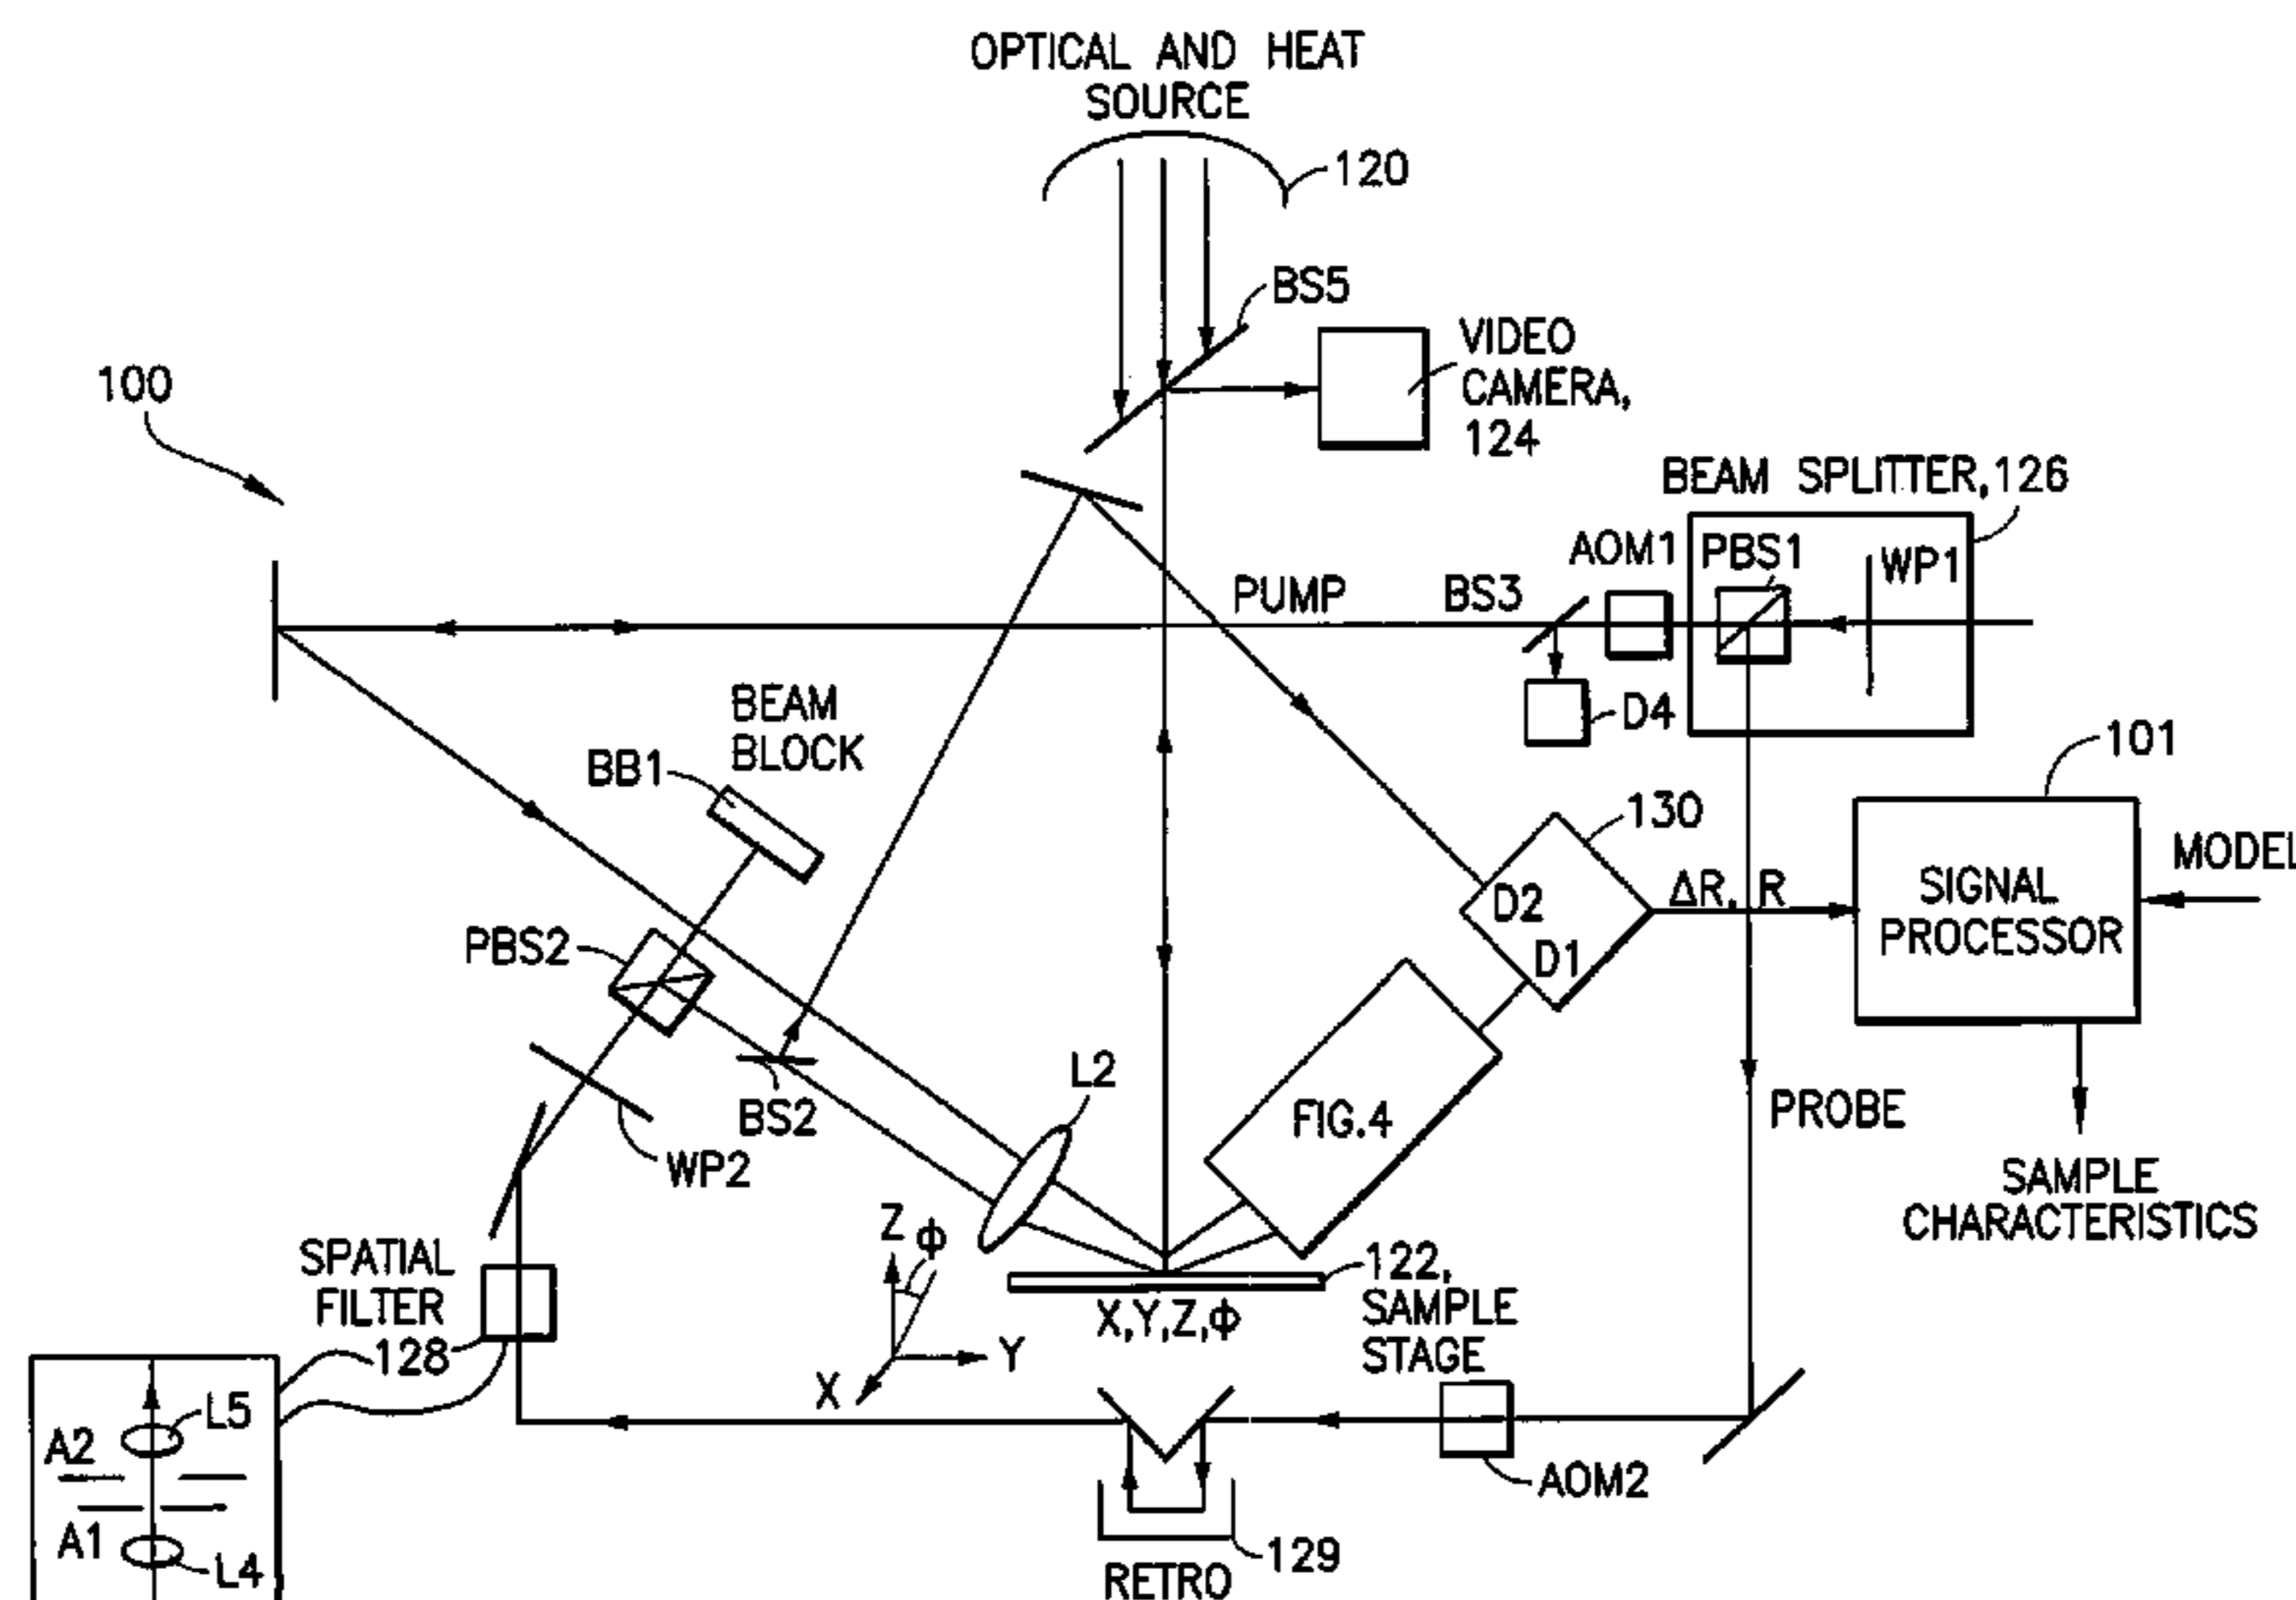 OPTICAL AND HEAT
SOURCE
120
BS5
VIDEO
CAMERA,
124
100
BEAM SPLITTER,126
AOM1
PBS1
WP1
PUMP
BS3
D4
BEAM
BLOCK
BB1
101
130
MODEL
D2
D1
ΔR, R
SIGNAL
PROCESSOR
PBS2
BS2
L2
FIG.4
PROBE
WP2
SAMPLE
CHARACTERISTICS
Z
ϕ
Y
X
122,
SAMPLE
STAGE
X,Y,Z,ϕ
SPATIAL
FILTER
128
L5
A2
A1
L4
AOM2
129
RETRO